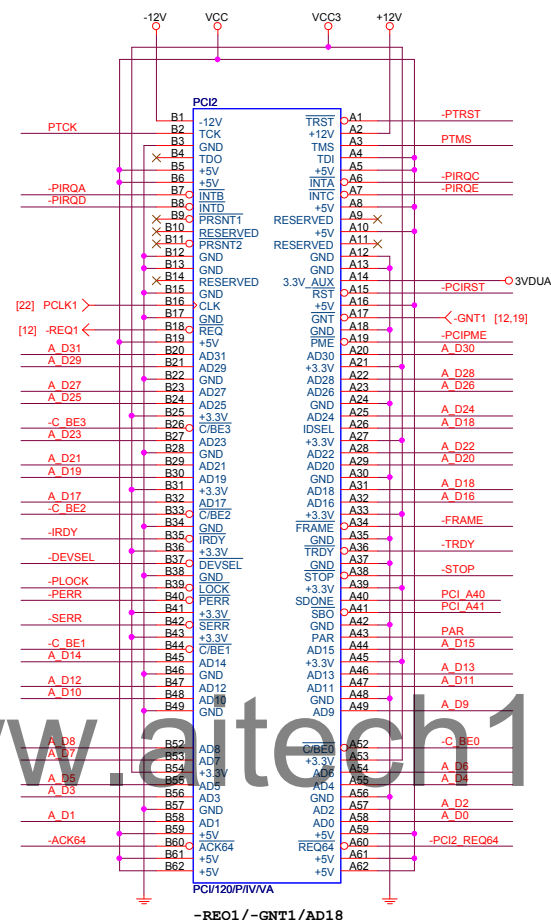 -12V VCC VCC3 +12V
PCI2
B1 -12V TRST A1 -PTRST
PTCK B2 TCK +12V A2
B3 GND TMS A3 PTMS
B4 TDO TDI A4
B5 +5V +5V A5
B6 +5V INTA A6 -PIRQC
-PIRQA B7 INTB INTC A7 -PIRQE
-PIRQD B8 INTD +5V A8
B9 PRSNT1 RESERVED A9
B10 RESERVED +5V A10
B11 PRSNT2 RESERVED A11
B12 GND GND A12
B13 GND GND A13
B14 RESERVED 3.3V_AUX A14 3VDUA
B15 GND RST A15 -PCIRST
[22] PCLK1 B16 CLK +5V A16
B17 GND GNT A17 -GNT1 [12,19]
[12] -REQ1 B18 REQ GND A18
B19 +5V PME A19 -PCIPME
A_D31 B20 AD31 AD30 A20 A_D30
A_D29 B21 AD29 +3.3V A21
B22 GND AD28 A22 A_D28
A_D27 B23 AD27 AD26 A23 A_D26
A_D25 B24 AD25 GND A24
B25 +3.3V AD24 A25 A_D24
-C_BE3 B26 C/BE3 IDSEL A26 A_D18
A_D23 B27 AD23 +3.3V A27
B28 GND AD22 A28 A_D22
A_D21 B29 AD21 AD20 A29 A_D20
A_D19 B30 AD19 GND A30
B31 +3.3V AD18 A31 A_D18
A_D17 B32 AD17 AD16 A32 A_D16
-C_BE2 B33 C/BE2 +3.3V A33
B34 GND FRAME A34 -FRAME
-IRDY B35 IRDY GND A35
B36 +3.3V TRDY A36 -TRDY
-DEVSEL B37 DEVSEL GND A37
B38 GND STOP A38 -STOP
-PLOCK B39 LOCK +3.3V A39
-PERR B40 PERR SDONE A40 PCI_A40
B41 +3.3V SBO A41 PCI_A41
-SERR B42 SERR GND A42
B43 +3.3V PAR A43 PAR
-C_BE1 B44 C/BE1 AD15 A44 A_D15
A_D14 B45 AD14 +3.3V A45
B46 GND AD13 A46 A_D13
A_D12 B47 AD12 AD11 A47 A_D11
A_D10 B48 AD10 GND A48
B49 GND AD9 A49 A_D9
A_D8 B52 AD8 C/BE0 A52 -C_BE0
A_D7 B53 AD7 +3.3V A53
B54 +3.3V AD6 A54 A_D6
A_D5 B55 AD5 AD4 A55 A_D4
A_D3 B56 AD3 GND A56
B57 GND AD2 A57 A_D2
A_D1 B58 AD1 AD0 A58 A_D0
B59 +5V +5V A59
-ACK64 B60 ACK64 REQ64 A60 -PCI2_REQ64
B61 +5V +5V A61
B62 +5V +5V A62
PCI/120/P/IV/VA
-REQ1/-GNT1/AD18
w.aitech1